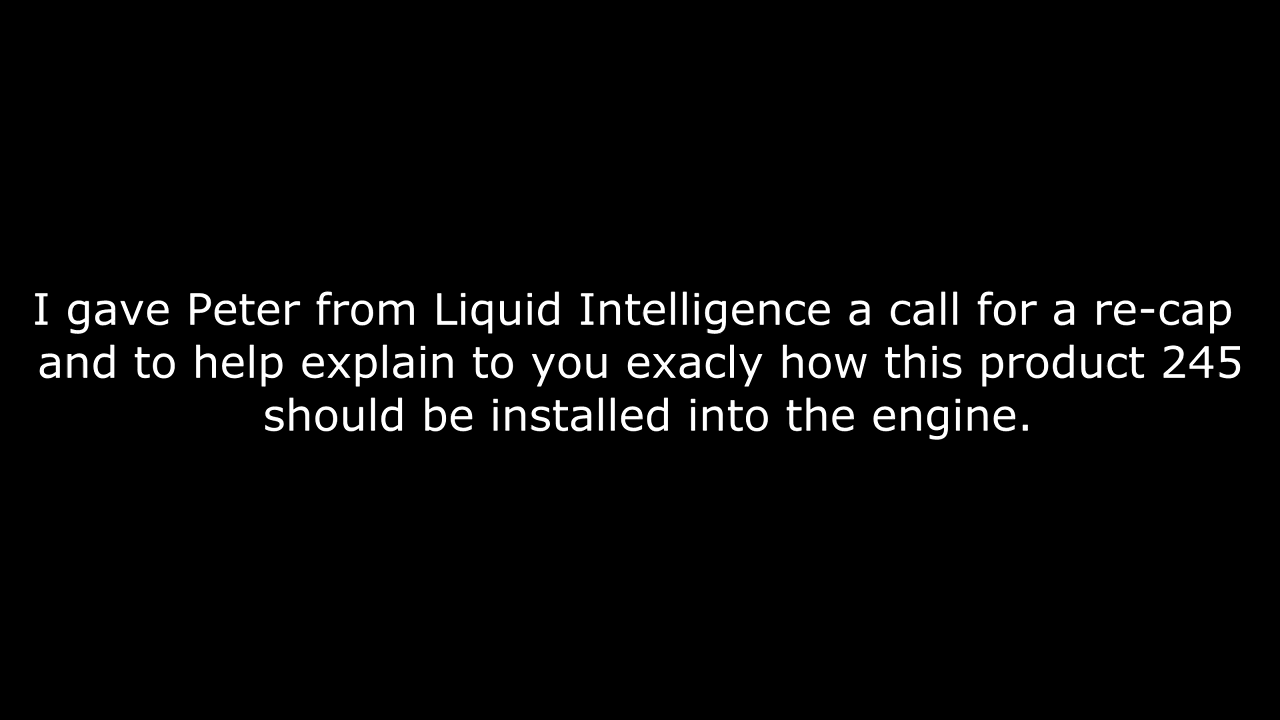 I gave Peter from Liquid Intelligence a call for a re-cap
and to help explain to you exacly how this product 245
should be installed into the engine.